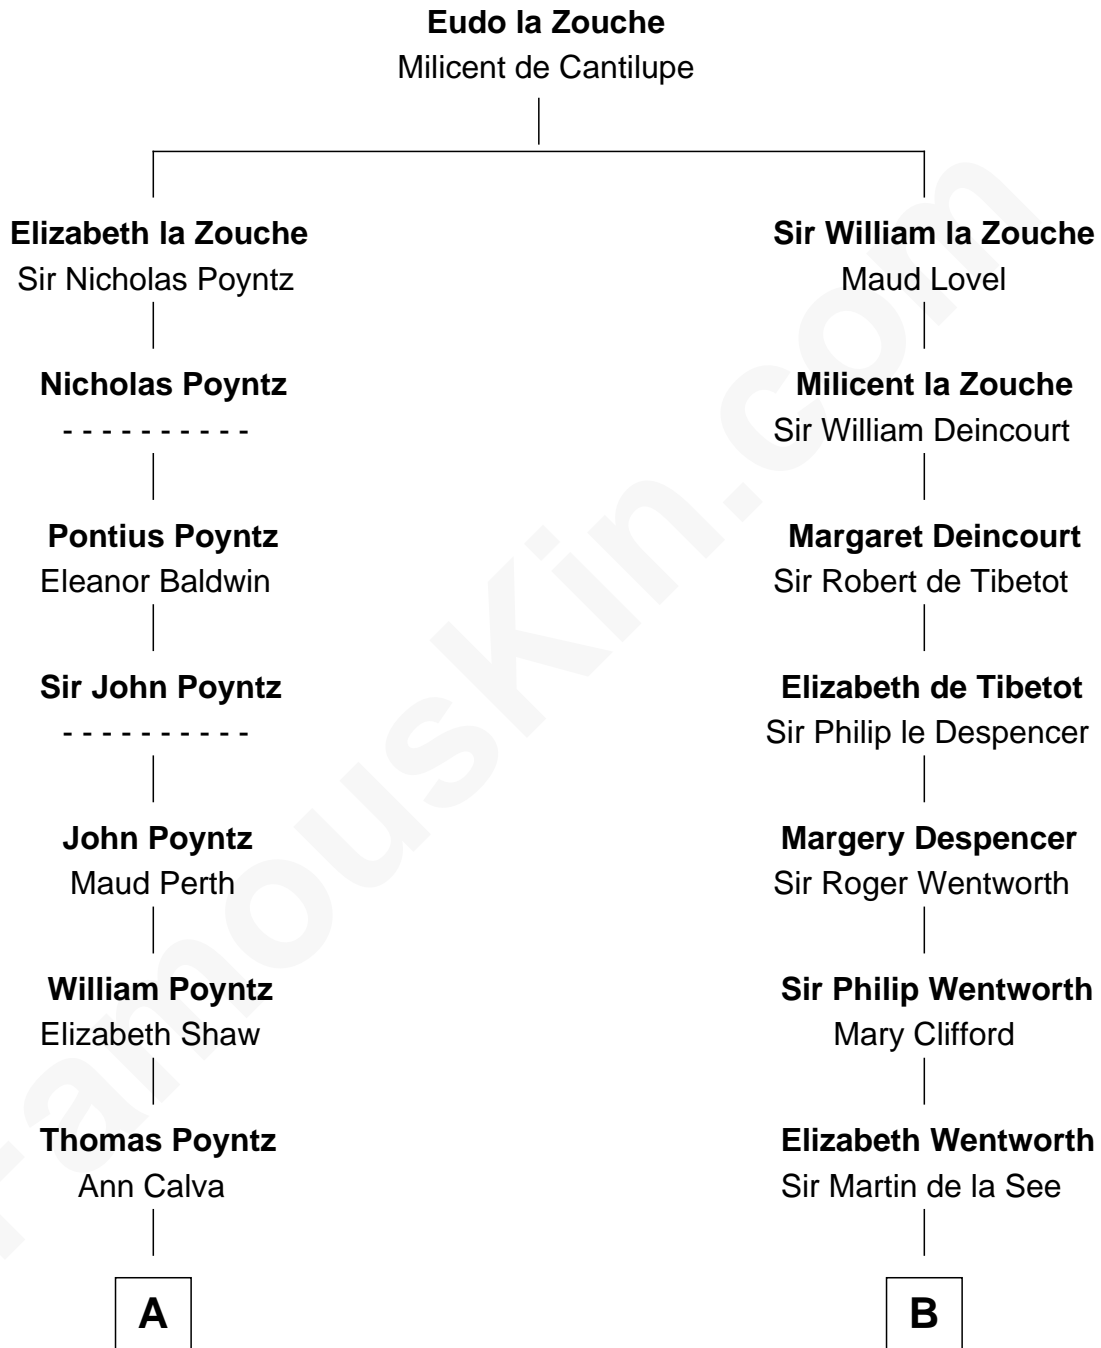 Eudo la Zouche
Milicent de Cantilupe
Elizabeth la Zouche
Sir Nicholas Poyntz
Nicholas Poyntz
- - - - - - - - - -
Pontius Poyntz
Eleanor Baldwin
Sir John Poyntz
- - - - - - - - - -
John Poyntz
Maud Perth
William Poyntz
Elizabeth Shaw
Thomas Poyntz
Ann Calva
A
Sir William la Zouche
Maud Lovel
Milicent la Zouche
Sir William Deincourt
Margaret Deincourt
Sir Robert de Tibetot
Elizabeth de Tibetot
Sir Philip le Despencer
Margery Despencer
Sir Roger Wentworth
Sir Philip Wentworth
Mary Clifford
Elizabeth Wentworth
Sir Martin de la See
B
FamousKin.com